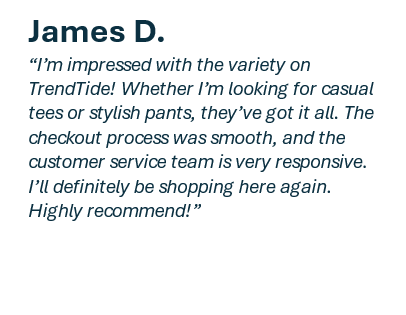 James D.
“I’m impressed with the variety on
TrendTide! Whether I’m looking for casual
tees or stylish pants, they’ve got it all. The
checkout process was smooth, and the
customer service team is very responsive.
I’ll definitely be shopping here again.
Highly recommend!”